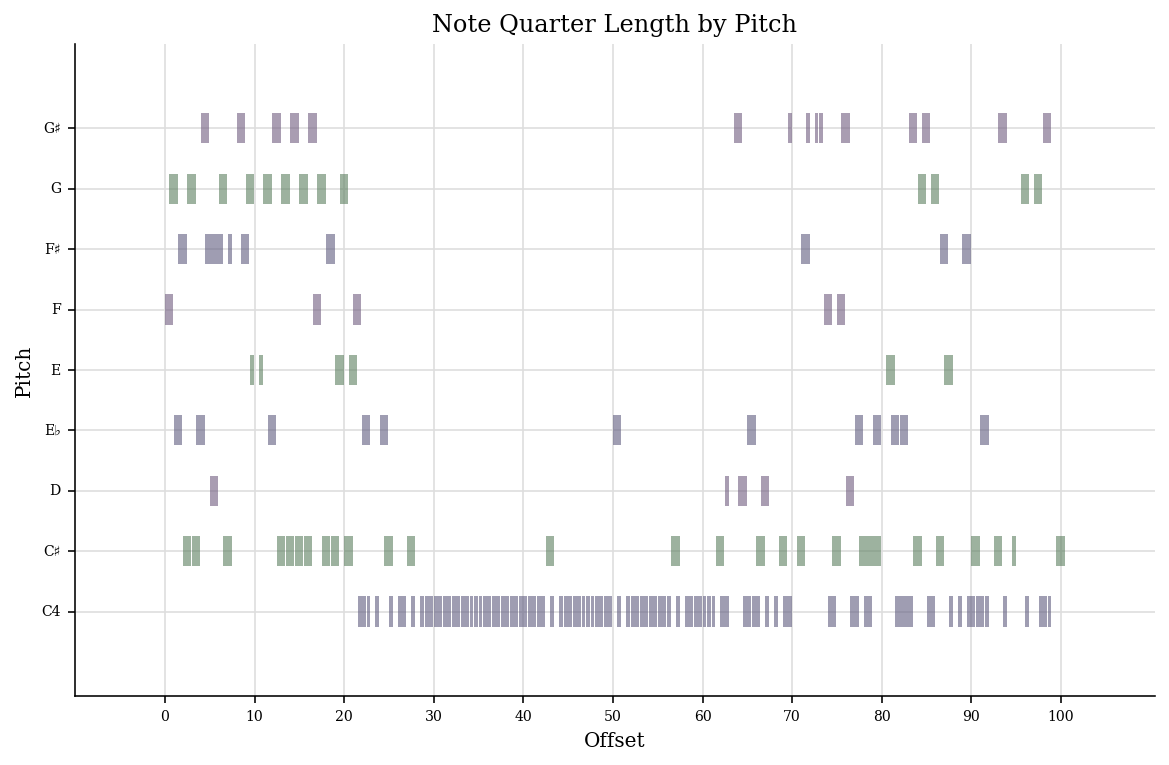 Note Quarter Length by Pitch
G♯
G
F♯
F
E
E♭
D
C♯
C4
Pitch
0 10 20 30 40 50 60 70 80 90 100
Offset